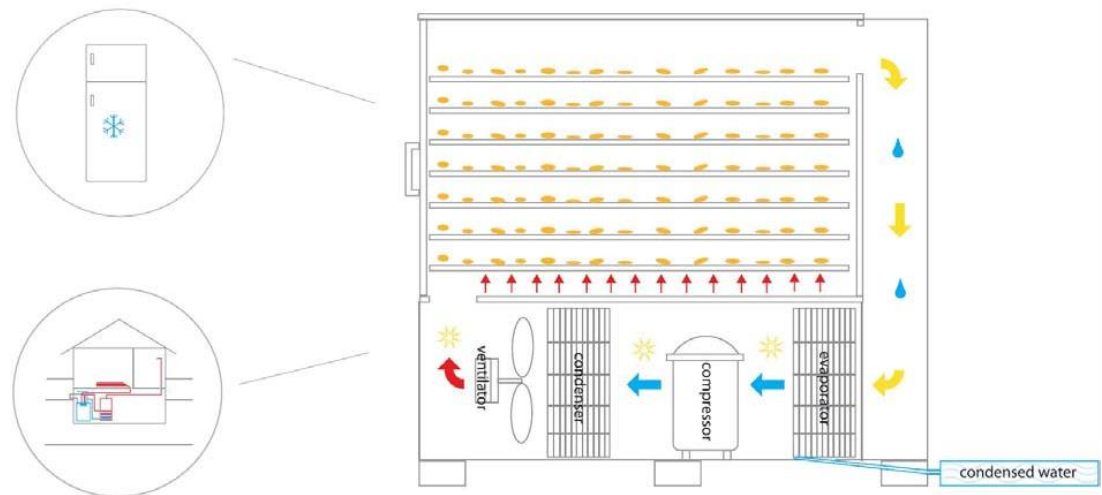 ventilator
condenser
compressor
evaporator
condensed water